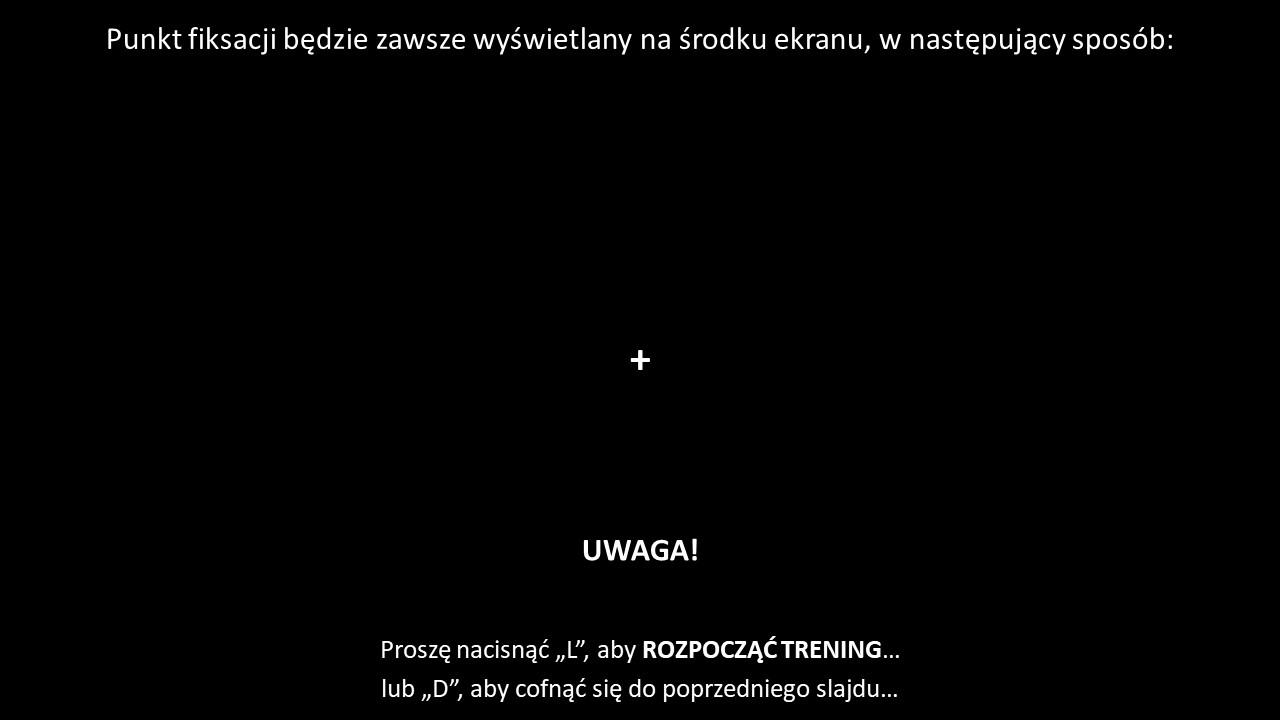 Punkt fiksacji będzie zawsze wyświetlany na środku ekranu, w następujący sposób:
+
UWAGA!
Proszę nacisnąć „L”, aby ROZPOCZĄĆ TRENING...
lub „D”, aby cofnąć się do poprzedniego slajdu...